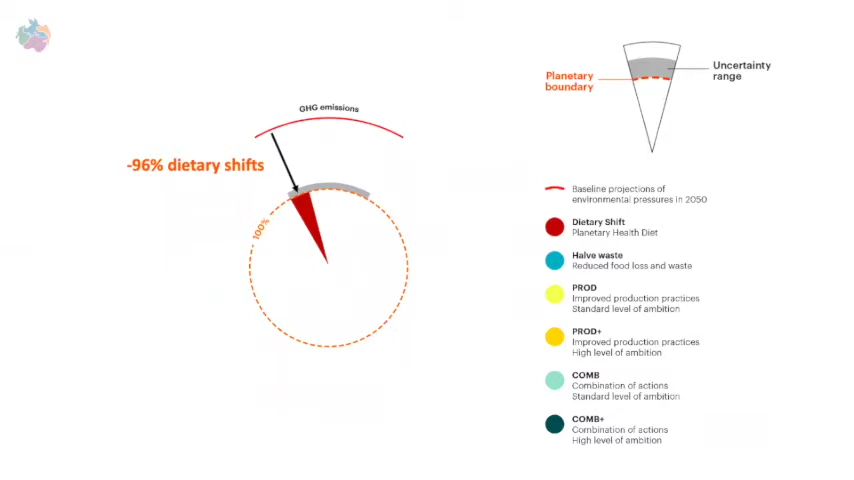 GHG emissions
-96% dietary shifts
100%
Planetary
boundary
Uncertainty
range
Baseline projections of
environmental pressures in 2050
Dietary Shift
Planetary Health Diet
Halve waste
Reduced food loss and waste
PROD
Improved production practices
Standard level of ambition
PROD+
Improved production practices
High level of ambition
COMB
Combination of actions
Standard level of ambition
COMB+
Combination of actions
High level of ambition